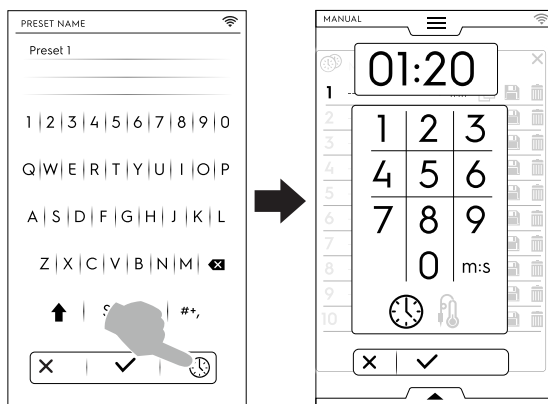 PRESET NAME
Preset 1
1 2 3 4 5 6 7 8 9 0
Q W E R T Y U I O P
A S D F G H J K L
Z X C V B N M
S
#+,
MANUAL
01:20
1
2
3
4
5
6
7
8
9
10
1 2 3
4 5 6
7 8 9
0 m:s